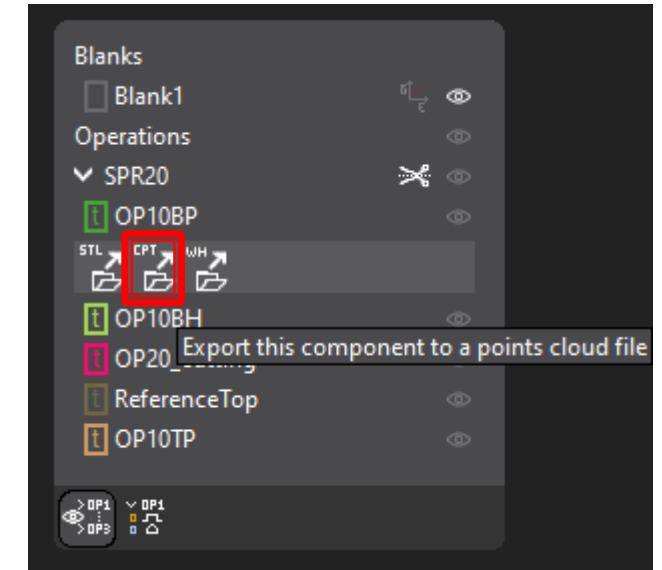 Blanks
Blank1
Operations
SPR20
t OP10BP
STL CPT WH
t OP10BH
Export this component to a points cloud file
t OP20_
t ReferenceTop
t OP10TP
>OP1 OP1
>OP3